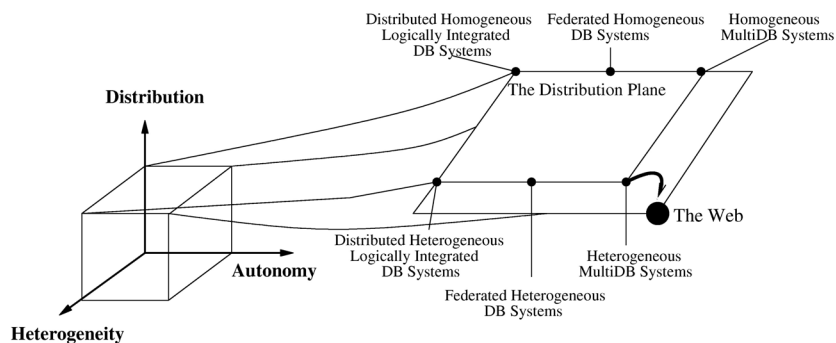 Distributed Homogeneous
Logically Integrated
DB Systems
Federated Homogeneous
DB Systems
Homogeneous
MultiDB Systems
The Distribution Plane
Distribution
The Web
Autonomy
Heterogeneity
Distributed Heterogeneous
Logically Integrated
DB Systems
Heterogeneous
MultiDB Systems
Federated Heterogeneous
DB Systems